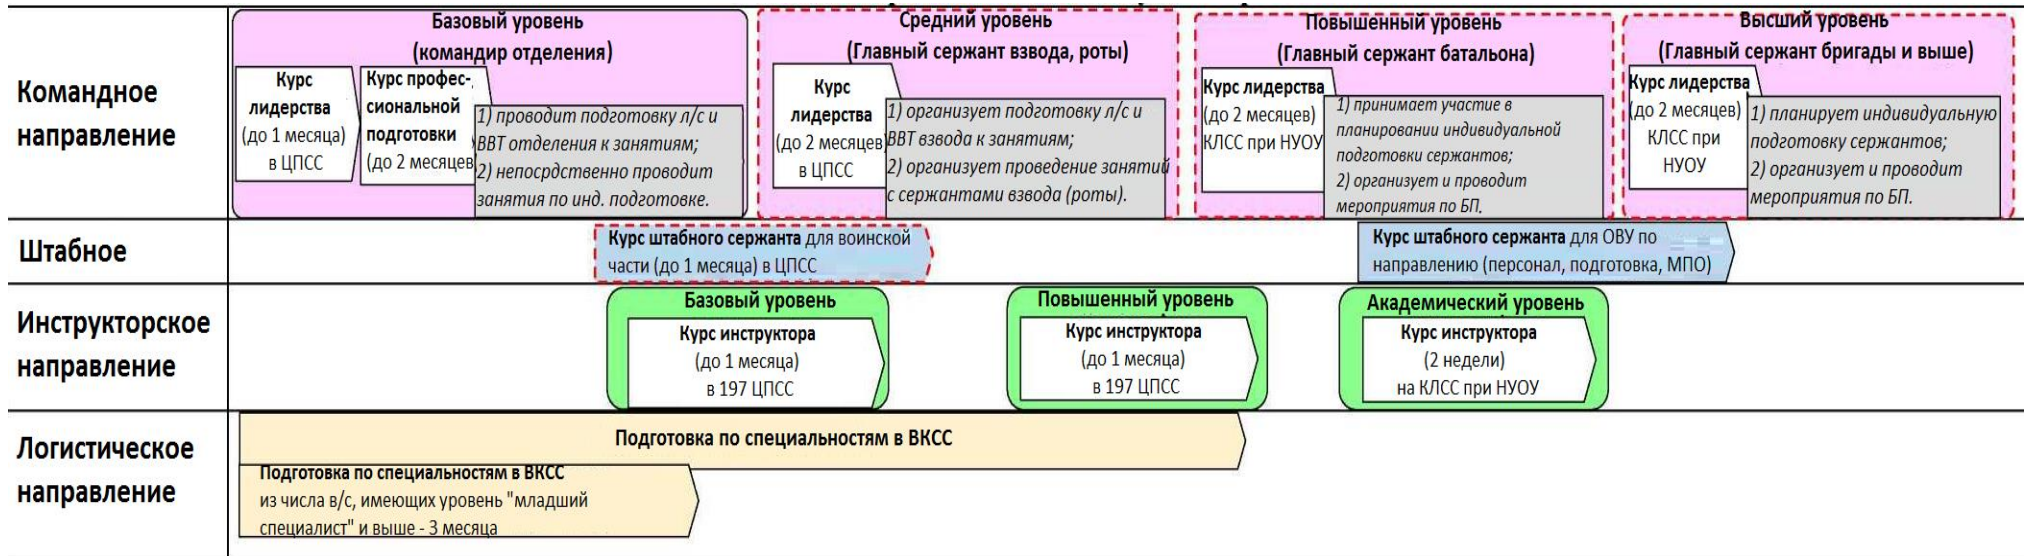 Командное
направление
Базовый уровень
(командир отделения)
Курс
лидерства
(до 1 месяца)
в ЦПСС
Курс профес-
сиональной
подготовки
(до 2 месяцев
1) проводит подготовку л/с и
ВВТ отделения к занятиям;
2) непосрдственно проводит
занятия по инд. подготовке.
Средний уровень
(Главный сержант взвода, роты)
Курс
лидерства
(до 2 месяцев)
в ЦПСС
1) организует подготовку л/с и
ВВТ взвода к занятиям;
2) организует проведение занятий
с сержантами взвода (роты).
Повышенный уровень
(Главный сержант батальона)
Курс лидерства
(до 2 месяцев)
КЛСС при НУОУ
1) принимает участие в
планировании индивидуальной
подготовки сержантов;
2) организует и проводит
мероприятия по БП.
Высший уровень
(Главный сержант бригады и выше)
Курс лидерства
(до 2 месяцев)
КЛСС при
НУОУ
1) планирует индивидуальную
подготовку сержантов;
2) организует и проводит
мероприятия по БП.
Штабное
Курс штабного сержанта для воинской
части (до 1 месяца) в ЦПСС
Курс штабного сержанта для ОВУ по
направлению (персонал, подготовка, МПО)
Инструкторское
направление
Базовый уровень
Курс инструктора
(до 1 месяца)
в 197 ЦПСС
Повышенный уровень
Курс инструктора
(до 1 месяца)
в 197 ЦПСС
Академический уровень
Курс инструктора
(2 недели)
на КЛСС при НУОУ
Логистическое
направление
Подготовка по специальностям в ВКСС
Подготовка по специальностям в ВКСС
из числа в/с, имеющих уровень "младший
специалист" и выше - 3 месяца